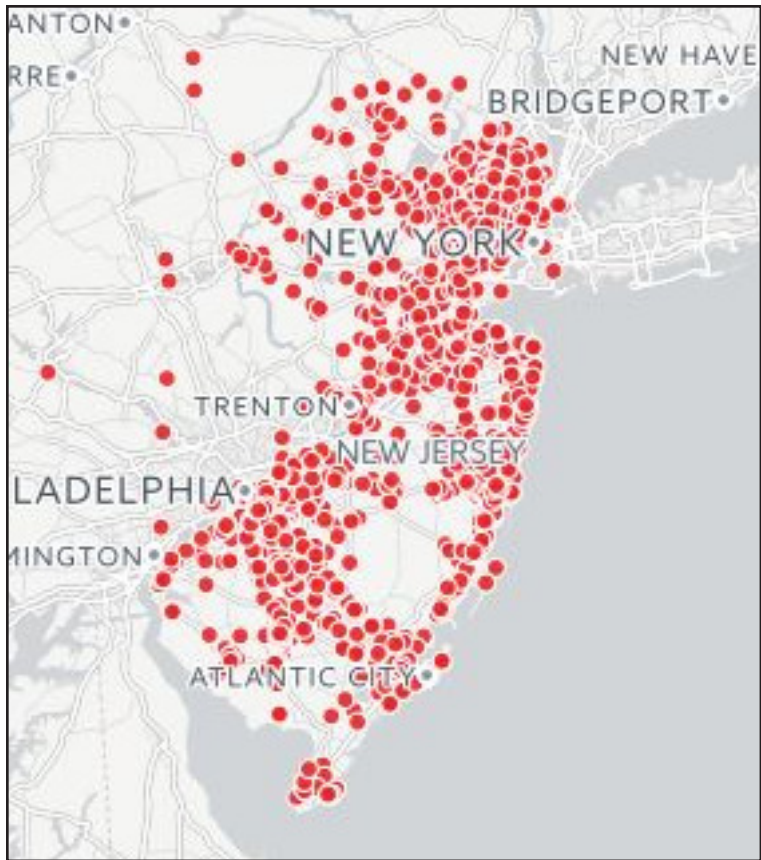 ANTON
NEW HAVE
RRE
BRIDGEPORT
NEW YORK
TRENTON
NEW JERSEY
LADELPHIA
MINGTON
ATLANTIC CITY